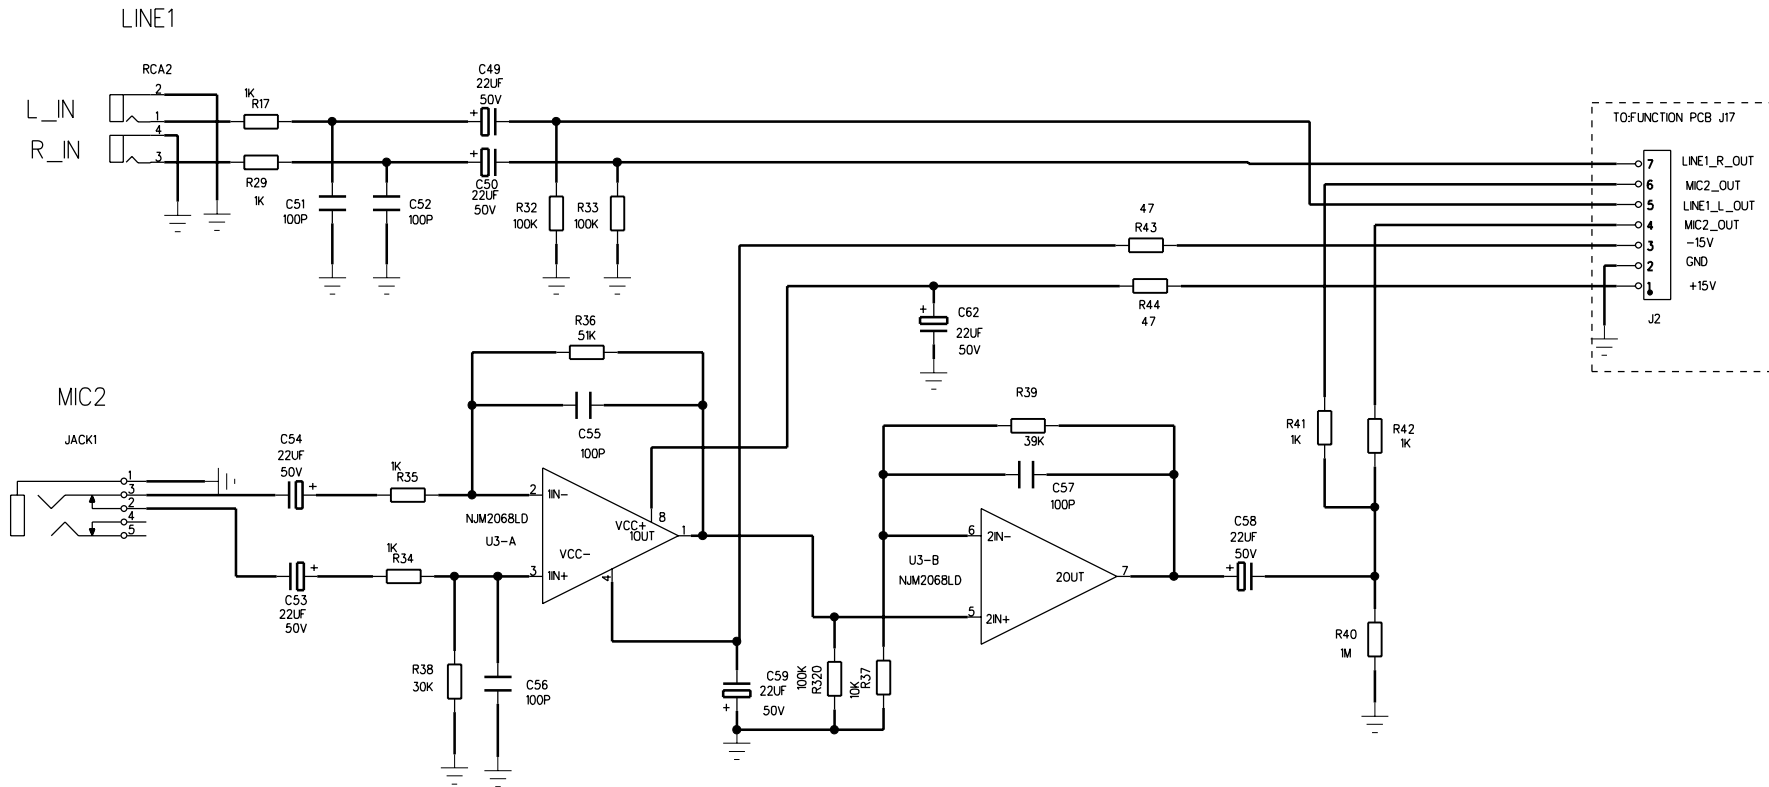 LINE1
RCA2
L_IN
R_IN
2
1
4
3
1K
R17
R29
1K
C51
100P
C52
100P
C49
22UF
50V
+
+
C50
22UF
50V
R32
100K
R33
100K
TO:FUNCTION PCB J17
7
LINE1_R_OUT
6
MIC2_OUT
5
LINE1_L_OUT
4
MIC2_OUT
3
-15V
2
GND
1
+15V
J2
47
R43
R44
47
+
C62
22UF
50V
R36
51K
C55
100P
MIC2
JACK1
1
3
2
4
5
C54
22UF
50V
+
1K
R35
+
C53
22UF
50V
1K
R34
R38
30K
C56
100P
2
1IN-
NJM2068LD
U3-A
VCC+
8
1OUT
1
VCC-
4
3
1IN+
C59
22UF
50V
+
100K
R320
10K
R37
R39
39K
C57
100P
6
2IN-
U3-B
NJM2068LD
2OUT
7
5
2IN+
C58
22UF
50V
+
R41
1K
R42
1K
R40
1M